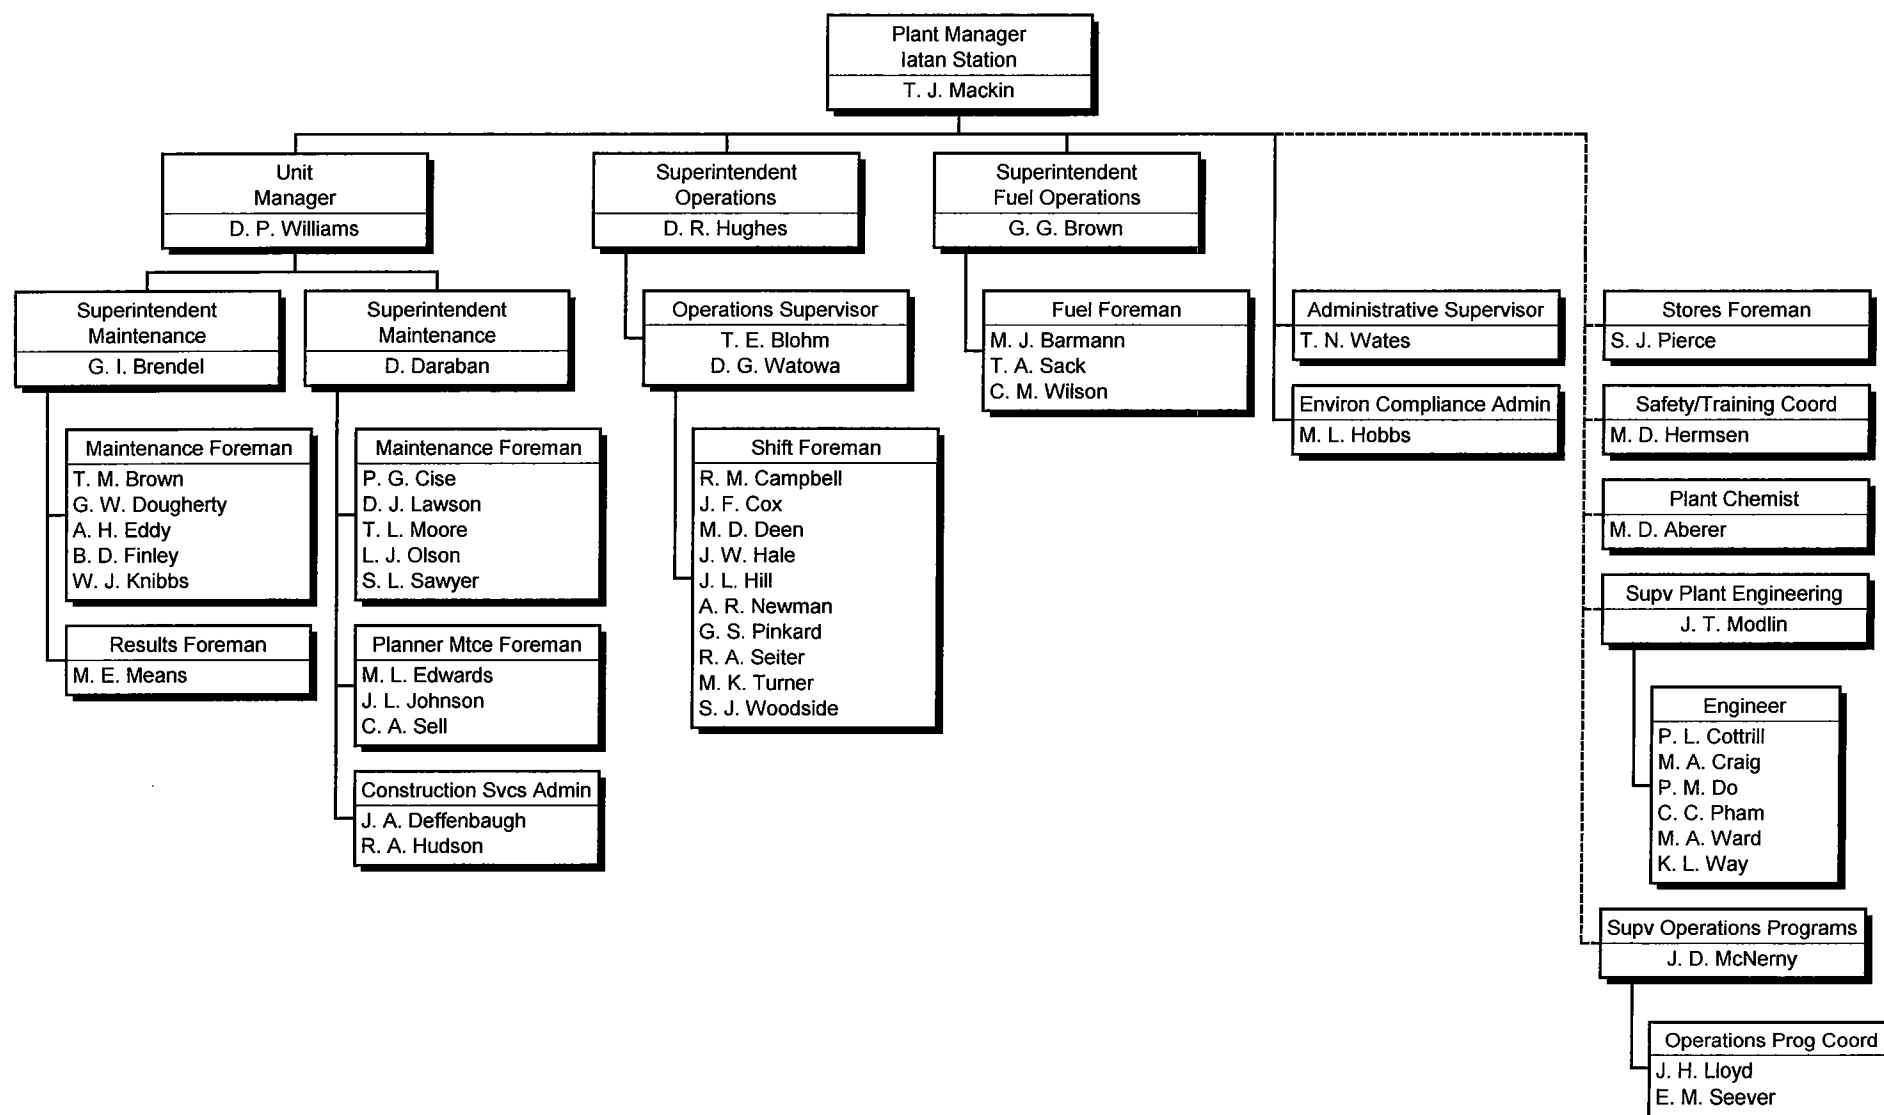 Plant Manager
Iatan Station
T. J. Mackin
Unit
Manager
D. P. Williams
Superintendent
Operations
D. R. Hughes
Superintendent
Fuel Operations
G. G. Brown
Superintendent
Maintenance
G. I. Brendel
Superintendent
Maintenance
D. Daraban
Operations Supervisor
T. E. Blohm
D. G. Watowa
Fuel Foreman
M. J. Barmann
T. A. Sack
C. M. Wilson
Administrative Supervisor
T. N. Wates
Stores Foreman
S. J. Pierce
Environ Compliance Admin
M. L. Hobbs
Safety/Training Coord
M. D. Hermsen
Maintenance Foreman
T. M. Brown
G. W. Dougherty
A. H. Eddy
B. D. Finley
W. J. Knibbs
Maintenance Foreman
P. G. Cise
D. J. Lawson
T. L. Moore
L. J. Olson
S. L. Sawyer
Shift Foreman
R. M. Campbell
J. F. Cox
M. D. Deen
J. W. Hale
J. L. Hill
A. R. Newman
G. S. Pinkard
R. A. Seiter
M. K. Turner
S. J. Woodside
Plant Chemist
M. D. Aberer
Supv Plant Engineering
J. T. Modlin
Results Foreman
M. E. Means
Planner Mtce Foreman
M. L. Edwards
J. L. Johnson
C. A. Sell
Construction Svcs Admin
J. A. Deffenbaugh
R. A. Hudson
Engineer
P. L. Cottrill
M. A. Craig
P. M. Do
C. C. Pham
M. A. Ward
K. L. Way
Supv Operations Programs
J. D. McNerny
Operations Prog Coord
J. H. Lloyd
E. M. Seever